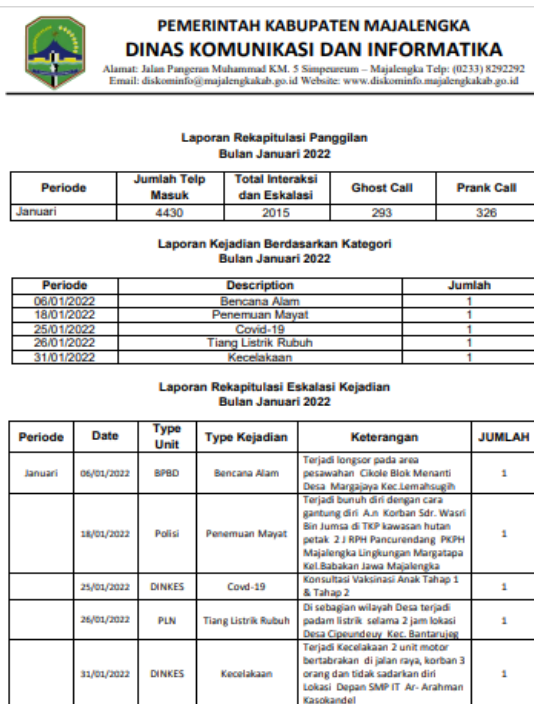 PEMERINTAH KABUPATEN MAJALENGKA
DINAS KOMUNIKASI DAN INFORMATIKA
Alamat: Jalan Pangeran Muhammad KM. 5 Simpeureum – Majalengka Telp: (0233) 8292292
Email: diskominfo@majalengkakab.go.id Website: www.diskominfo.majalengkakab.go.id
Laporan Rekapitulasi Panggilan
Bulan Januari 2022
Periode Jumlah Telp Masuk Total Interaksi dan Eskalasi Ghost Call Prank Call
Januari 4430 2015 293 326
Laporan Kejadian Berdasarkan Kategori
Bulan Januari 2022
Periode Description Jumlah
06/01/2022 Bencana Alam 1
18/01/2022 Penemuan Mayat 1
25/01/2022 Covid-19 1
26/01/2022 Tiang Listrik Rubuh 1
31/01/2022 Kecelakaan 1
Laporan Rekapitulasi Eskalasi Kejadian
Bulan Januari 2022
Periode Date Type Unit Type Kejadian Keterangan JUMLAH
Januari 06/01/2022 BPBD Bencana Alam Terjadi longsor pada area
pesawahan Cikole Blok Menanti
Desa Margajaya Kec.Lemahsugih 1
18/01/2022 Polisi Penemuan Mayat Terjadi bunuh diri dengan cara
gantung diri A.n Korban Sdr. Wasri
Bin Jumsa di TKP kawasan hutan
petak 2 J RPH Pancurendang PKPH
Majalengka Lingkungan Margatapa
Kel.Babakan Jawa Majalengka 1
25/01/2022 DINKES Covd-19 Konsultasi Vaksinasi Anak Tahap 1
& Tahap 2 1
26/01/2022 PLN Tiang Listrik Rubuh Di sebagian wilayah Desa terjadi
padam listrik selama 2 jam lokasi
Desa Cipeundeuy Kec. Bantarujeg 1
31/01/2022 DINKES Kecelakaan Terjadi Kecelakaan 2 unit motor
bertabrakan di jalan raya, korban 3
orang dan tidak sadarkan diri
Lokasi Depan SMP IT Ar- Arahman
Kasokandel 1